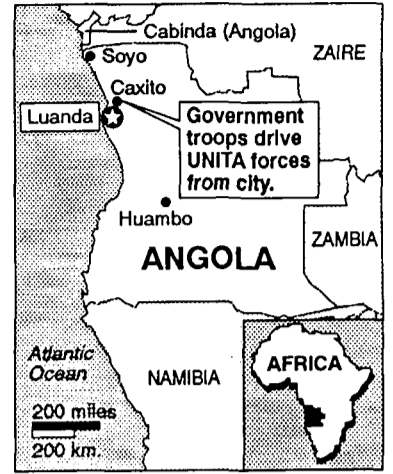 Cabinda (Angola)
Soyo
ZAIRE
Caxito
Luanda
Government
troops drive
UNITA forces
from city.
Huambo
ZAMBIA
ANGOLA
Atlantic
Ocean
NAMIBIA
AFRICA
200 miles
200 km.